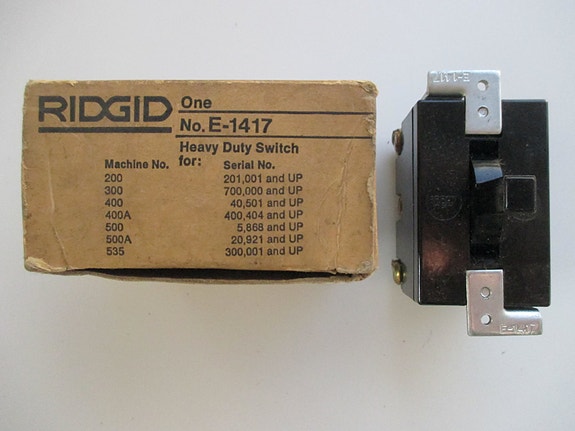 RIDGID
One
No. E-1417
Heavy Duty Switch
for:
Machine No. Serial No.
200 201,001 and UP
300 700,000 and UP
400 40,501 and UP
400A 400,404 and UP
500 5,868 and UP
500A 20,921 and UP
535 300,001 and UP
E-1417
E-1417